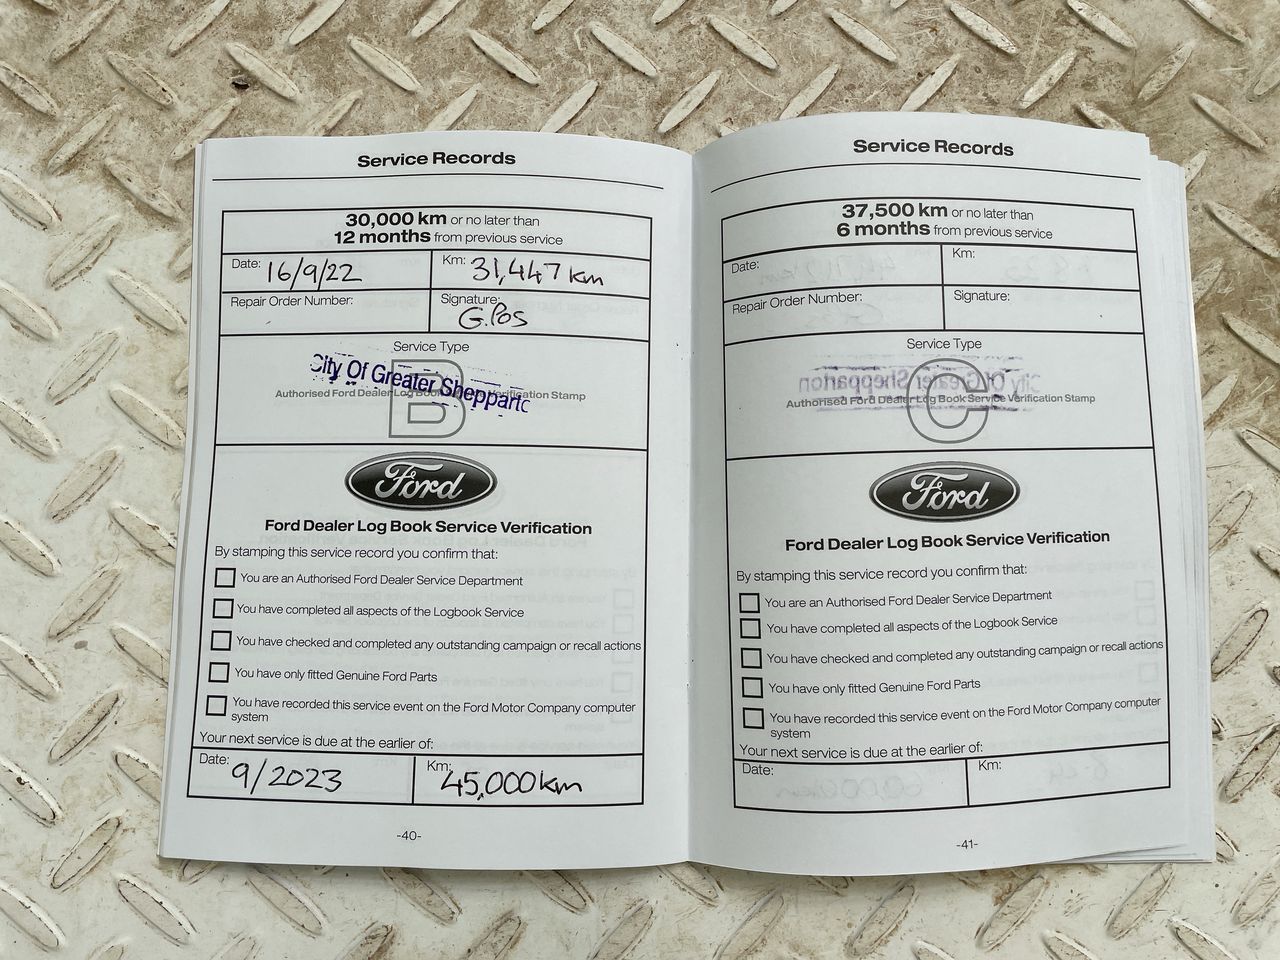 Service Records
30,000 km or no later than
12 months from previous service
Date: 16/9/22 Km: 31,447 km
Repair Order Number: Signature: G.Pos
Service Type
B
City Of Greater Shepparto
Authorised Ford Dealer Log Book Service Verification Stamp
Ford
Ford Dealer Log Book Service Verification
By stamping this service record you confirm that:
You are an Authorised Ford Dealer Service Department
You have completed all aspects of the Logbook Service
You have checked and completed any outstanding campaign or recall actions
You have only fitted Genuine Ford Parts
You have recorded this service event on the Ford Motor Company computer
system
Your next service is due at the earlier of:
Date: 9/2023 Km: 45,000km
-40-
Service Records
37,500 km or no later than
6 months from previous service
Date: Km:
Repair Order Number: Signature:
Service Type
C
Authorised Ford Dealer Log Book Service Verification Stamp
Ford
Ford Dealer Log Book Service Verification
By stamping this service record you confirm that:
You are an Authorised Ford Dealer Service Department
You have completed all aspects of the Logbook Service
You have checked and completed any outstanding campaign or recall actions
You have only fitted Genuine Ford Parts
You have recorded this service event on the Ford Motor Company computer
system
Your next service is due at the earlier of:
Date: Km:
-41-